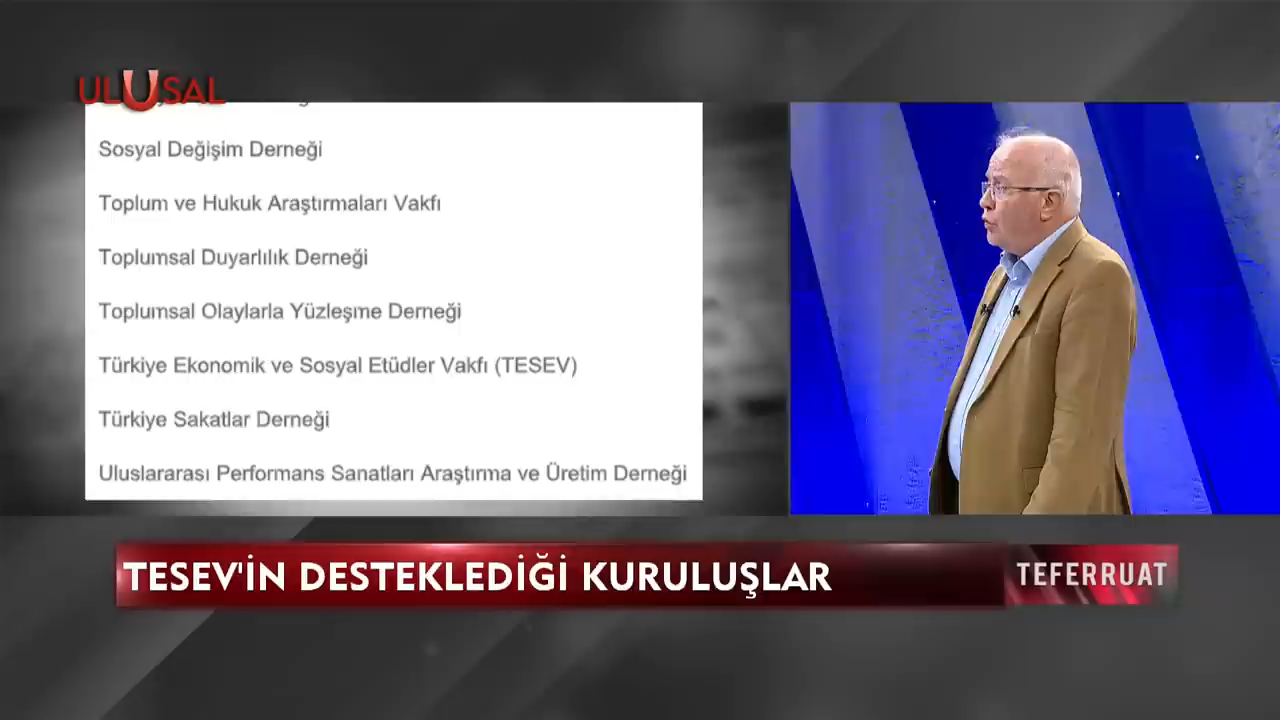 ULUSAL
Sosyal Değişim Derneği
Toplum ve Hukuk Araştırmaları Vakfı
Toplumsal Duyarlılık Derneği
Toplumsal Olaylarla Yüzleşme Derneği
Türkiye Ekonomik ve Sosyal Etüdler Vakfı (TESEV)
Türkiye Sakatlar Derneği
Uluslararası Performans Sanatları Araştırma ve Üretim Derneği
TESEV'İN DESTEKLEDİĞİ KURULUŞLAR
TEFERRUAT